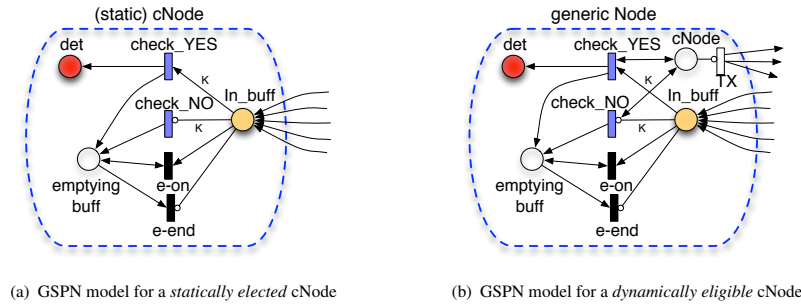 (static) cNode
det
check_YES
K
In_buff
check_NO
K
emptying
buff
e-on
e-end
(a) GSPN model for a statically elected cNode
generic Node
cNode
det
check_YES
TX
K
In_buff
check_NO
K
emptying
buff
e-on
e-end
(b) GSPN model for a dynamically eligible cNode